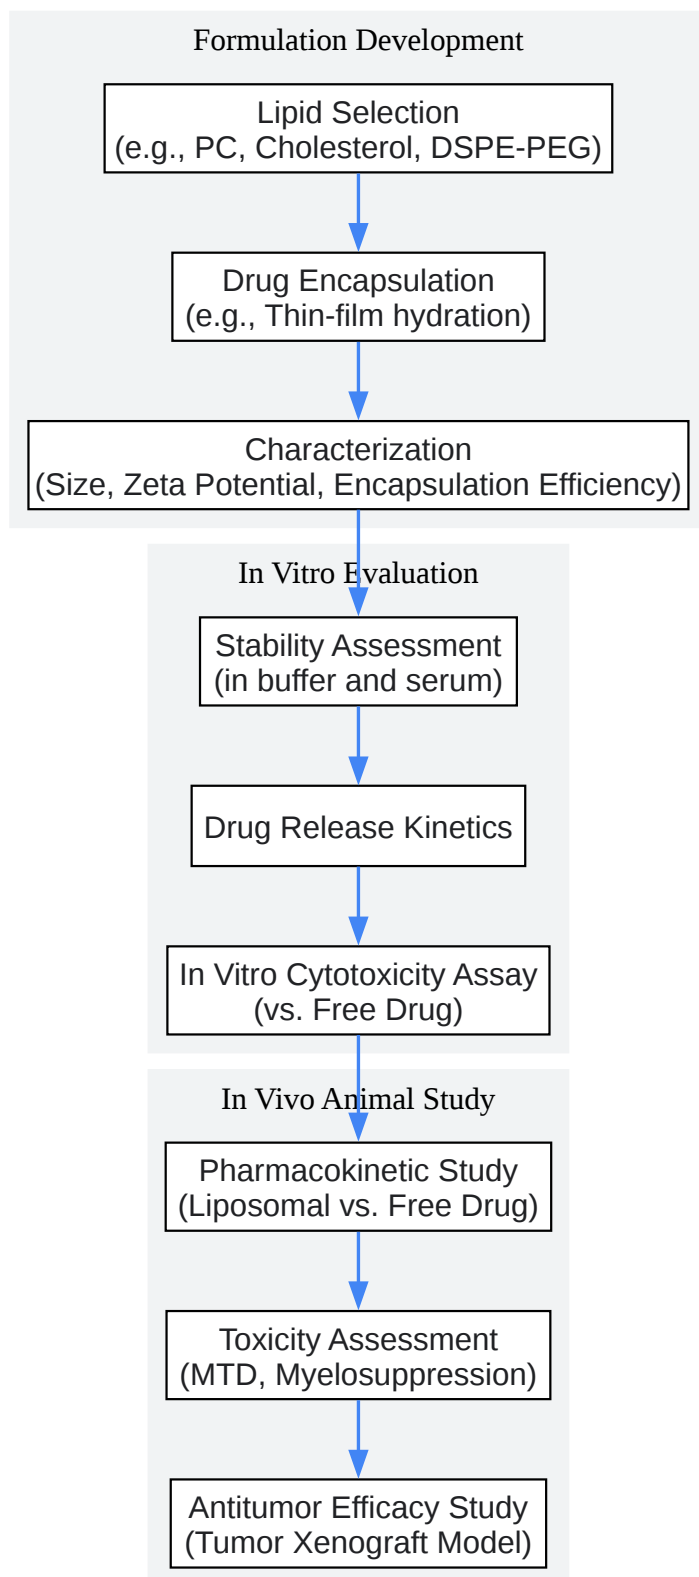 Formulation Development
Lipid Selection
(e.g., PC, Cholesterol, DSPE-PEG)
Drug Encapsulation
(e.g., Thin-film hydration)
Characterization
(Size, Zeta Potential, Encapsulation Efficiency)
In Vitro Evaluation
Stability Assessment
(in buffer and serum)
Drug Release Kinetics
In Vitro Cytotoxicity Assay
(vs. Free Drug)
In Vivo Animal Study
Pharmacokinetic Study
(Liposomal vs. Free Drug)
Toxicity Assessment
(MTD, Myelosuppression)
Antitumor Efficacy Study
(Tumor Xenograft Model)